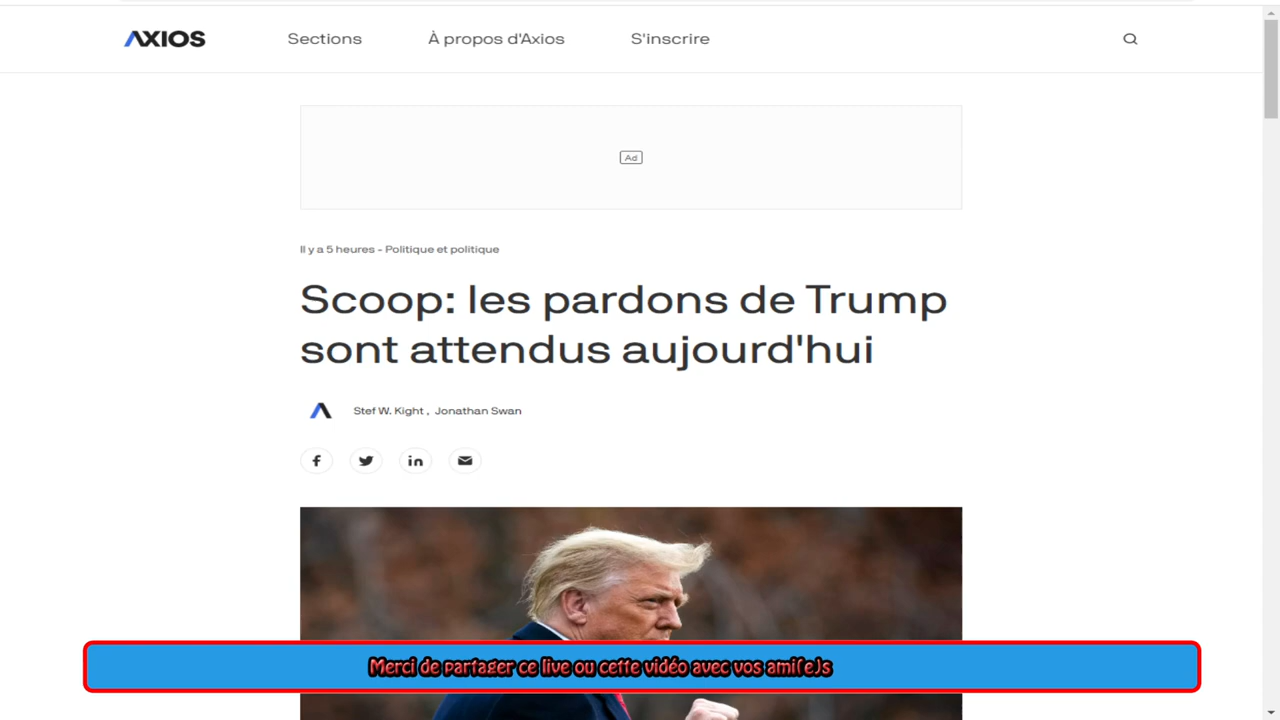 AXIOS Sections À propos d'Axios S'inscrire
Ad
Il y a 5 heures - Politique et politique
Scoop: les pardons de Trump
sont attendus aujourd'hui
Stef W. Kight , Jonathan Swan
Merci de partager ce live ou cette vidéo avec vos ami(e)s